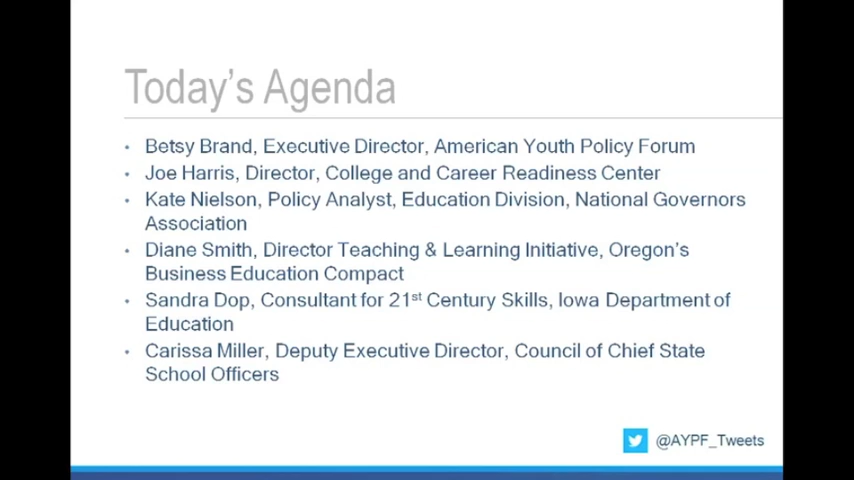 Today's Agenda
• Betsy Brand, Executive Director, American Youth Policy Forum
• Joe Harris, Director, College and Career Readiness Center
• Kate Nielson, Policy Analyst, Education Division, National Governors
Association
• Diane Smith, Director Teaching & Learning Initiative, Oregon's
Business Education Compact
• Sandra Dop, Consultant for 21st Century Skills, Iowa Department of
Education
• Carissa Miller, Deputy Executive Director, Council of Chief State
School Officers
@AYPF_Tweets